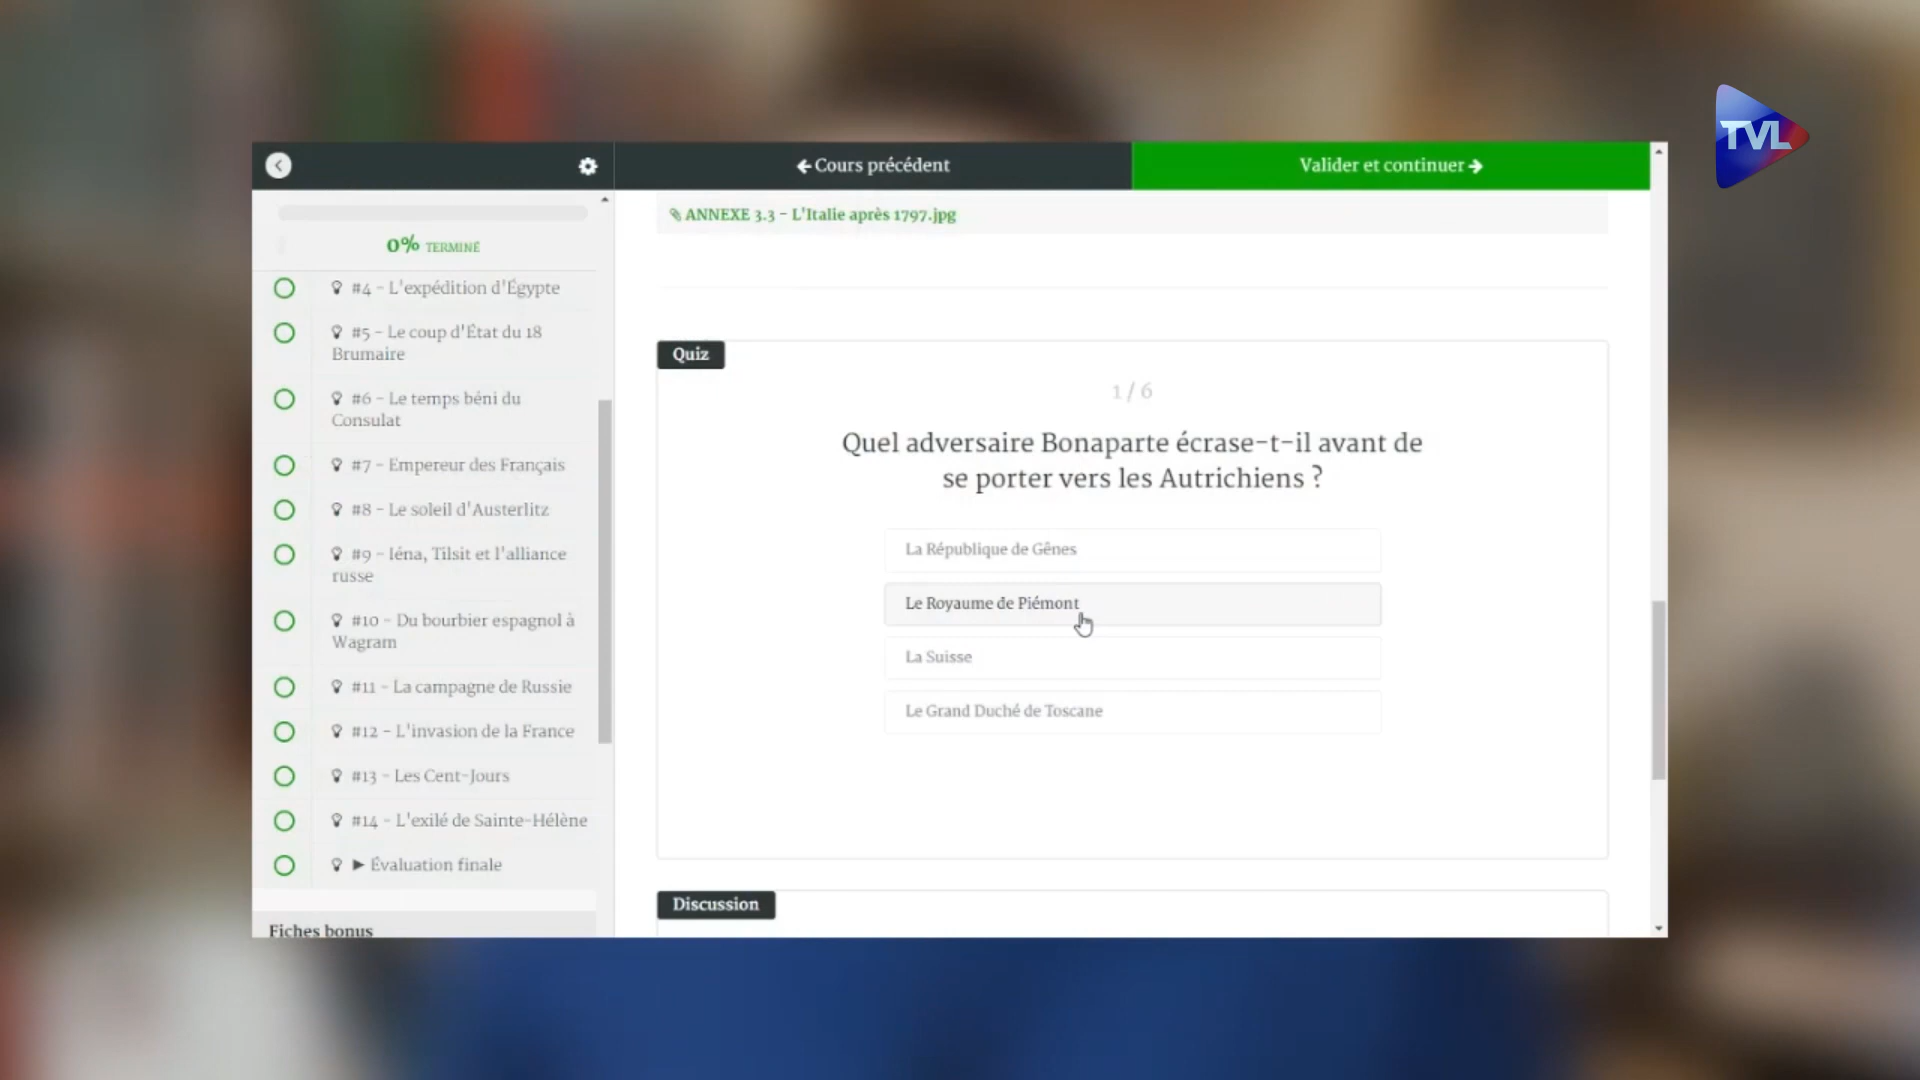 TVL
Cours précédent
Valider et continuer
0% TERMINÉ
#4 - L'expédition d'Égypte
#5 - Le coup d'État du 18
Brumaire
#6 - Le temps béni du
Consulat
#7 - Empereur des Français
#8 - Le soleil d'Austerlitz
#9 - Iéna, Tilsit et l'alliance
russe
#10 - Du bourbier espagnol à
Wagram
#11 - La campagne de Russie
#12 - L'invasion de la France
#13 - Les Cent-Jours
#14 - L'exilé de Sainte-Hélène
► Évaluation finale
Fiches bonus
ANNEXE 3.3 - L'Italie après 1797.jpg
Quiz
1 / 6
Quel adversaire Bonaparte écrase-t-il avant de
se porter vers les Autrichiens ?
La République de Gênes
Le Royaume de Piémont
La Suisse
Le Grand Duché de Toscane
Discussion